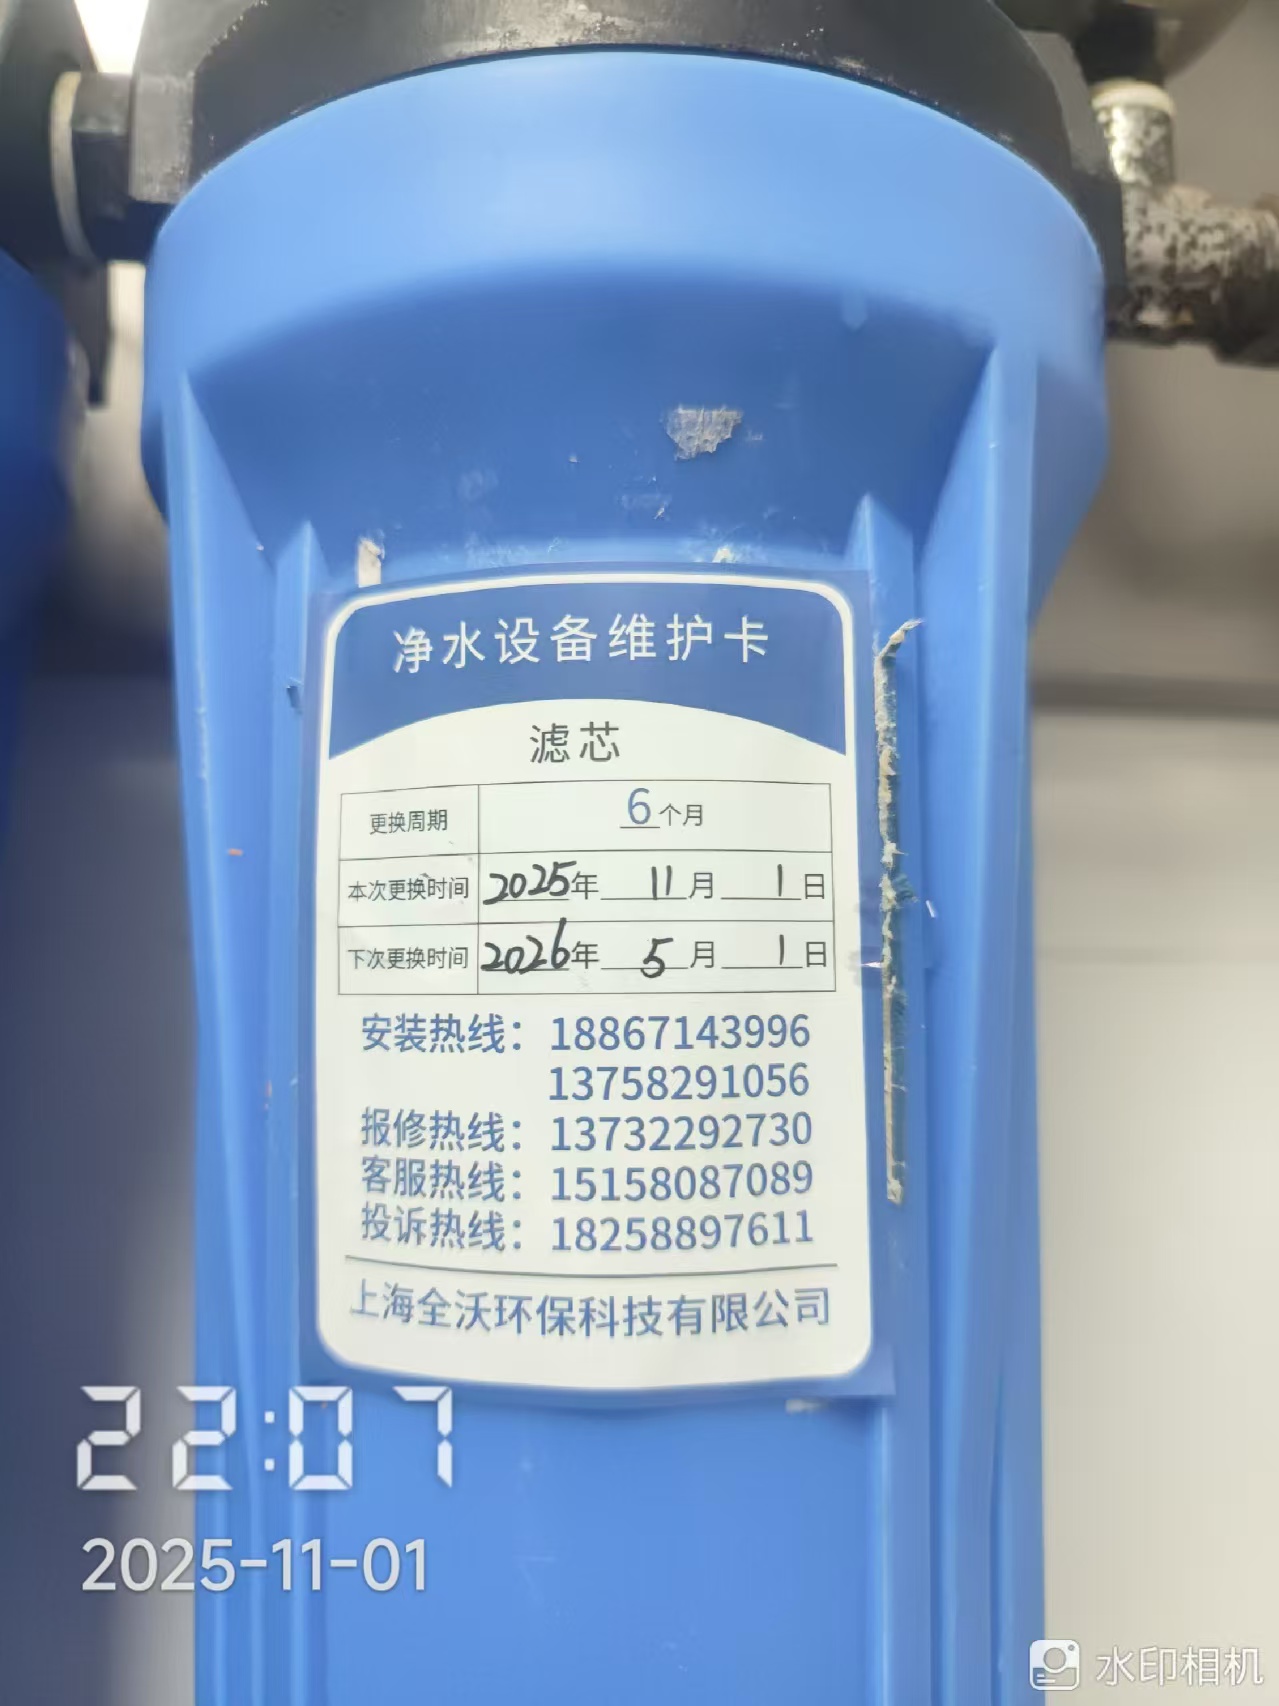 净水设备维护卡
滤芯
更换周期 6个月
本次更换时间 2025年 11月 1日
下次更换时间 2026年 5月 1日
安装热线：18867143996
13758291056
报修热线：13732292730
客服热线：15158087089
投诉热线：18258897611
上海全沃环保科技有限公司
22:07
2025-11-01
水印相机